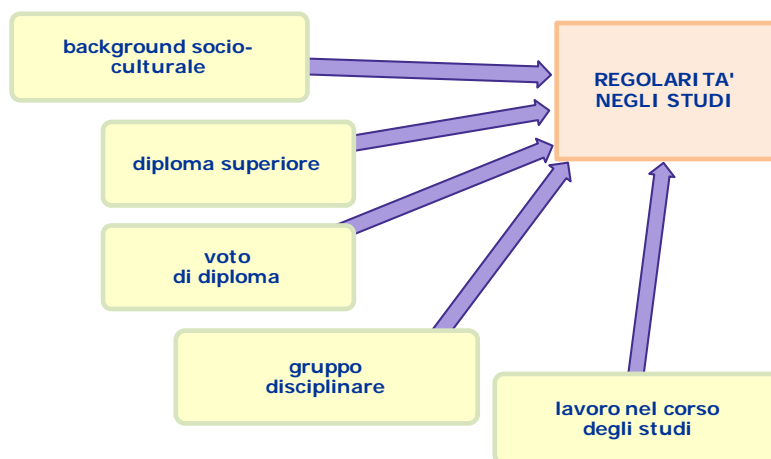 background socio-
culturale
REGOLARITA'
NEGLI STUDI
diploma superiore
voto
di diploma
gruppo
disciplinare
lavoro nel corso
degli studi